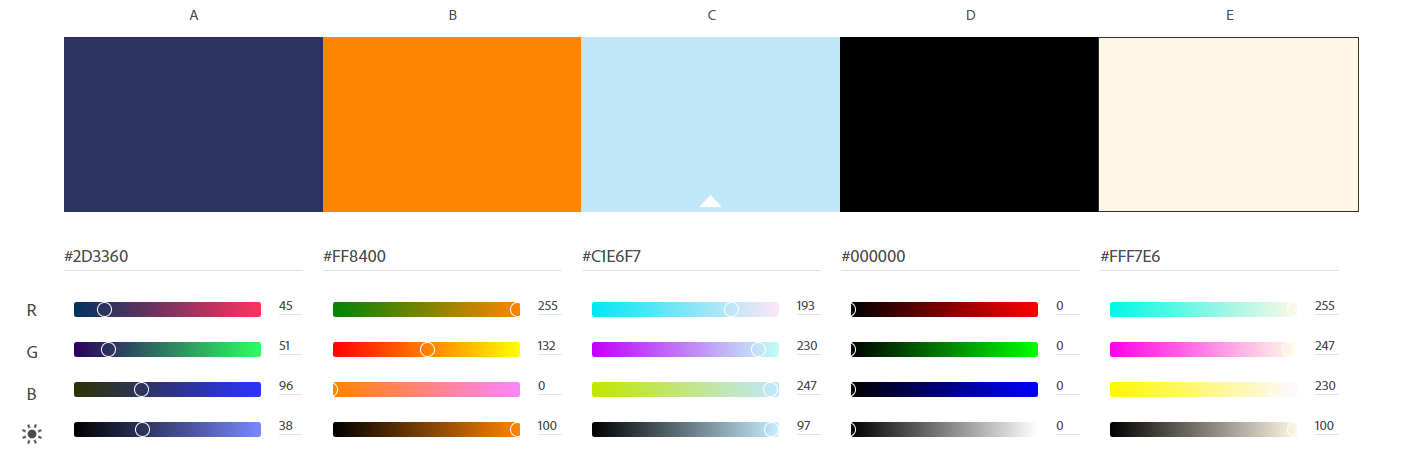 A B C D E
#2D3360 #FF8400 #C1E6F7 #000000 #FFF7E6
R 45 255 193 0 255
G 51 132 230 0 247
B 96 0 247 0 230
38 100 97 0 100